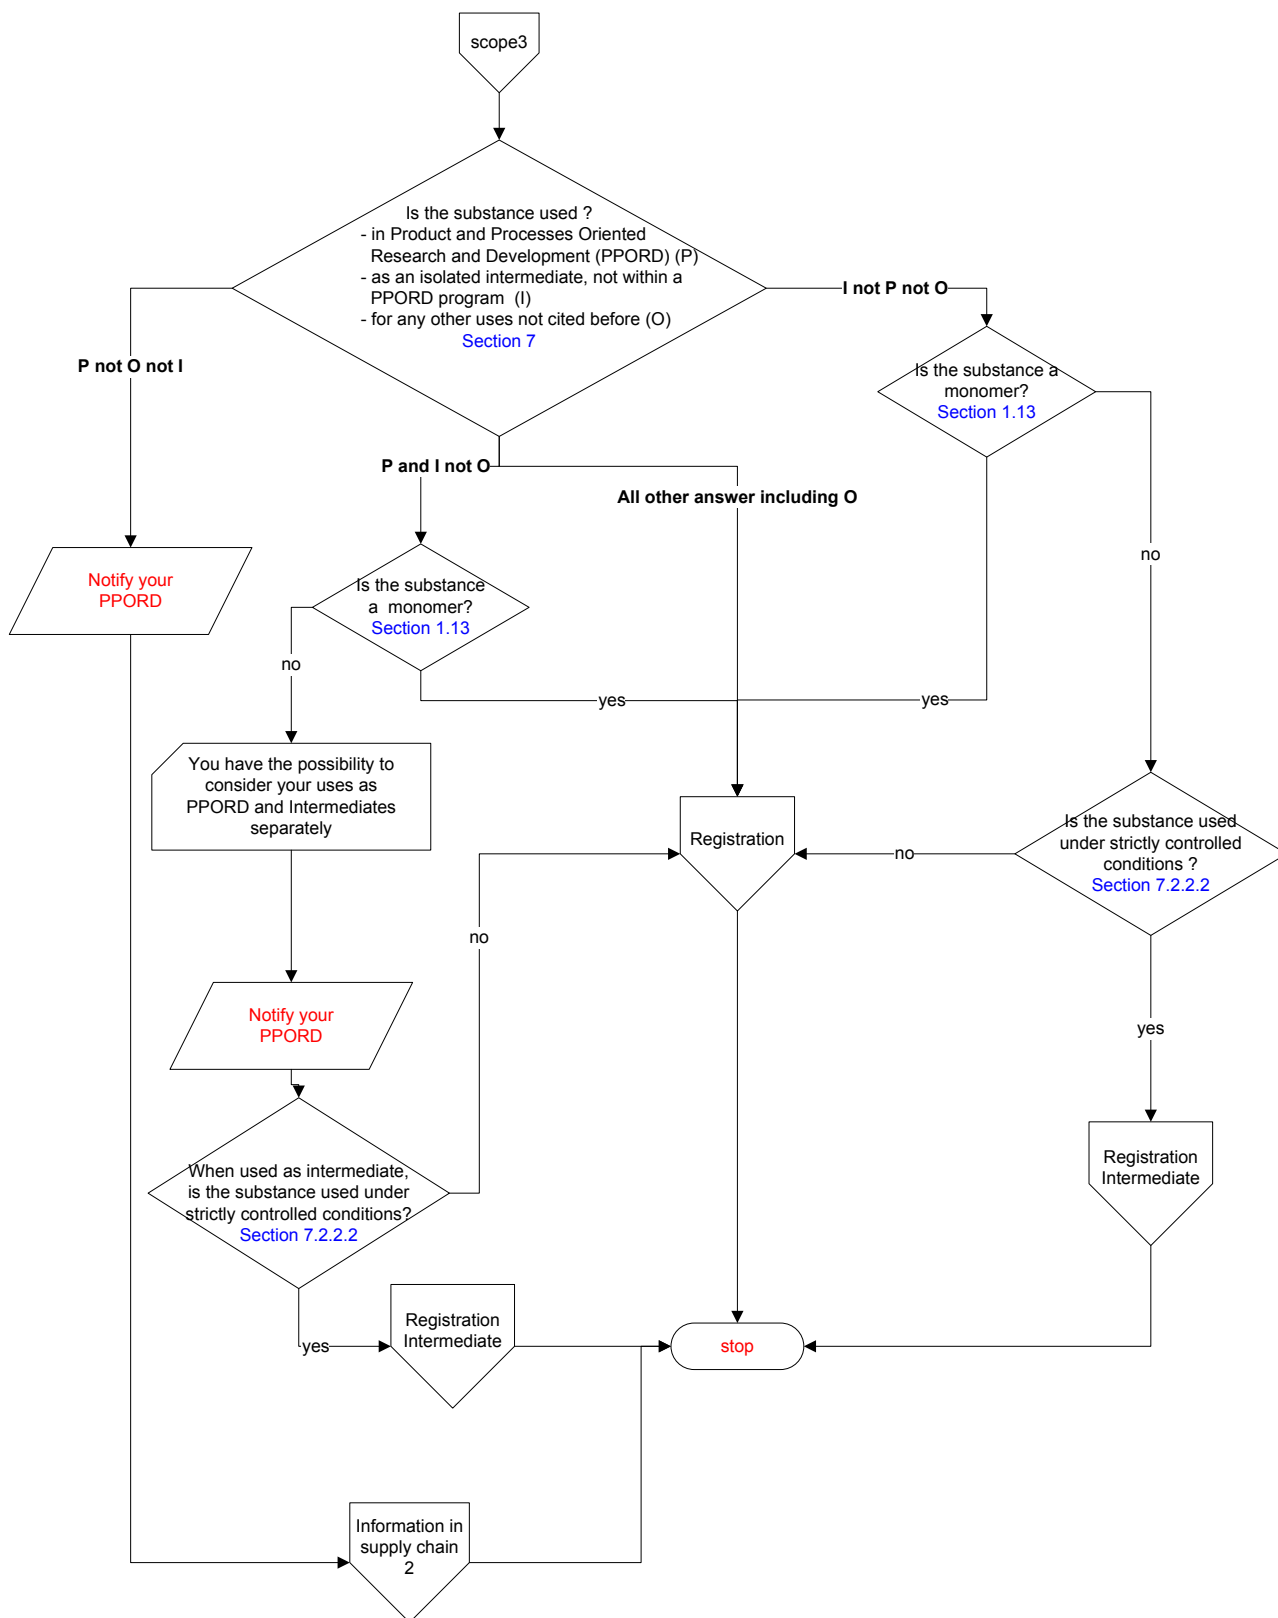 scope3
Is the substance used ?
- in Product and Processes Oriented
Research and Development (PPORD) (P)
- as an isolated intermediate, not within a
PPORD program  (I)
- for any other uses not cited before (O)
Section 7
I not P not O
P not O not I
Is the substance a
monomer?
Section 1.13
P and I not O
All other answer including O
no
Notify your
PPORD
Is the substance
a  monomer?
Section 1.13
no
yes
yes
You have the possibility to
consider your uses as
PPORD and Intermediates
separately
Registration
no
Is the substance used
under strictly controlled
conditions ?
Section 7.2.2.2
no
Notify your
PPORD
yes
When used as intermediate,
is the substance used under
strictly controlled conditions?
Section 7.2.2.2
Registration
Intermediate
yes
Registration
Intermediate
stop
Information in
supply chain
2